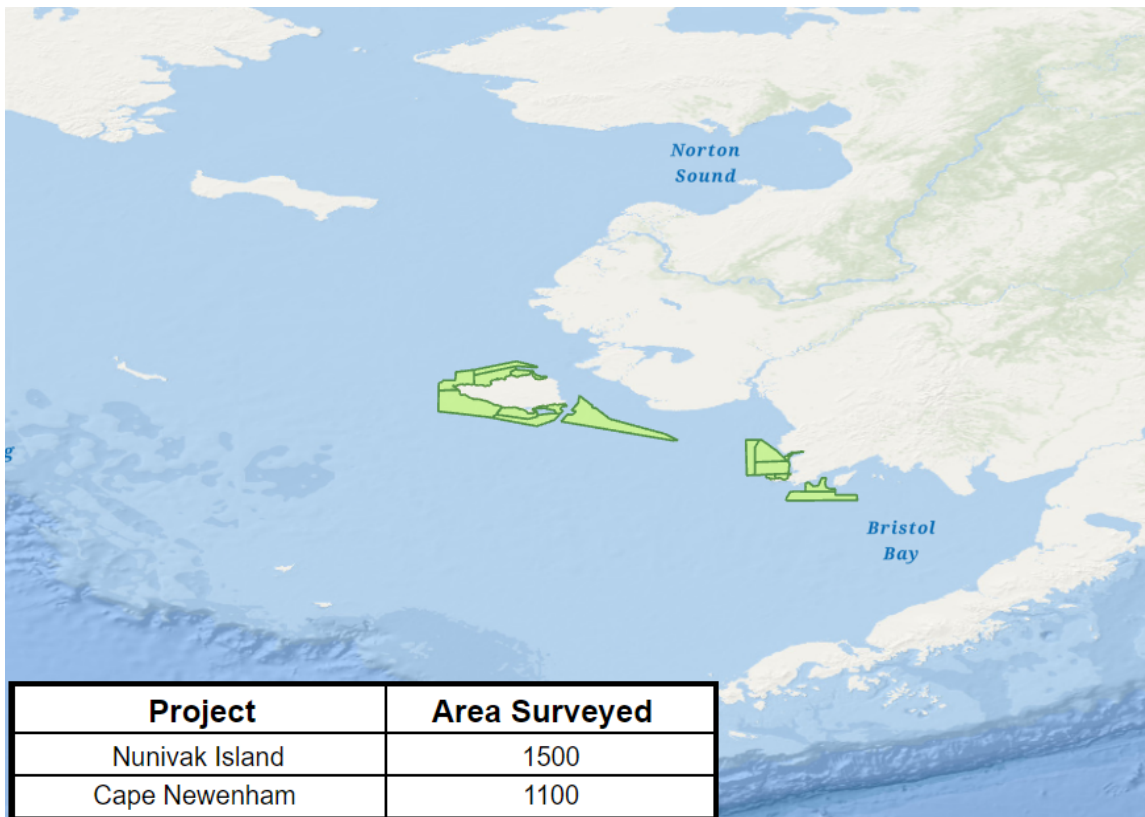 Norton
Sound
g
Bristol
Bay
Project Area Surveyed
Nunivak Island 1500
Cape Newenham 1100